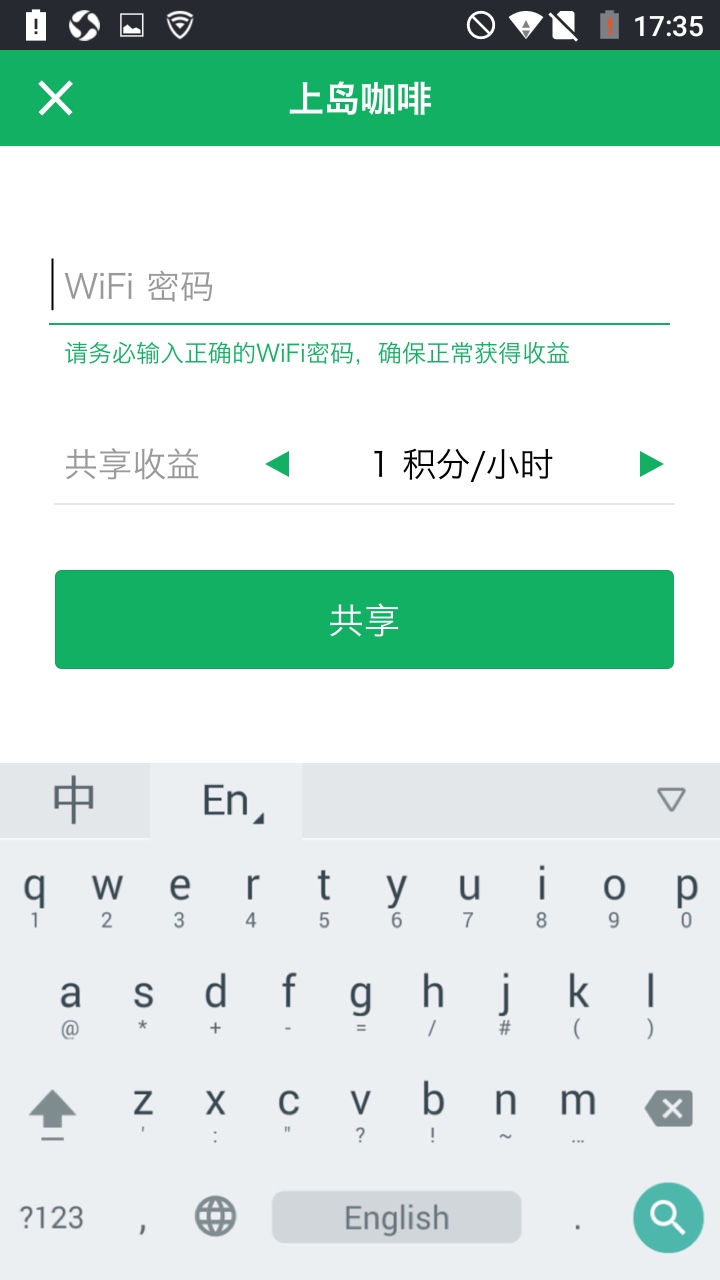 17:35
上岛咖啡
WiFi 密码
请务必输入正确的WiFi密码，确保正常获得收益
共享收益 1 积分/小时
共享
中 En
q w e r t y u i o p
1 2 3 4 5 6 7 8 9 0
a s d f g h j k l
@ * + - = / # ( )
z x c v b n m
' : " ? ! ~ ...
?123 , English .